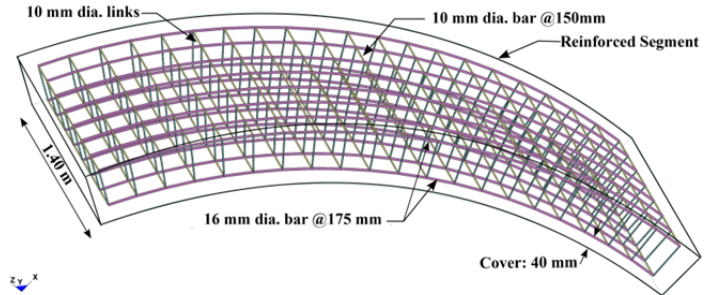 10 mm dia. links
10 mm dia. bar @150mm
Reinforced Segment
1.40 m
16 mm dia. bar @175 mm
Cover: 40 mm
Z Y X